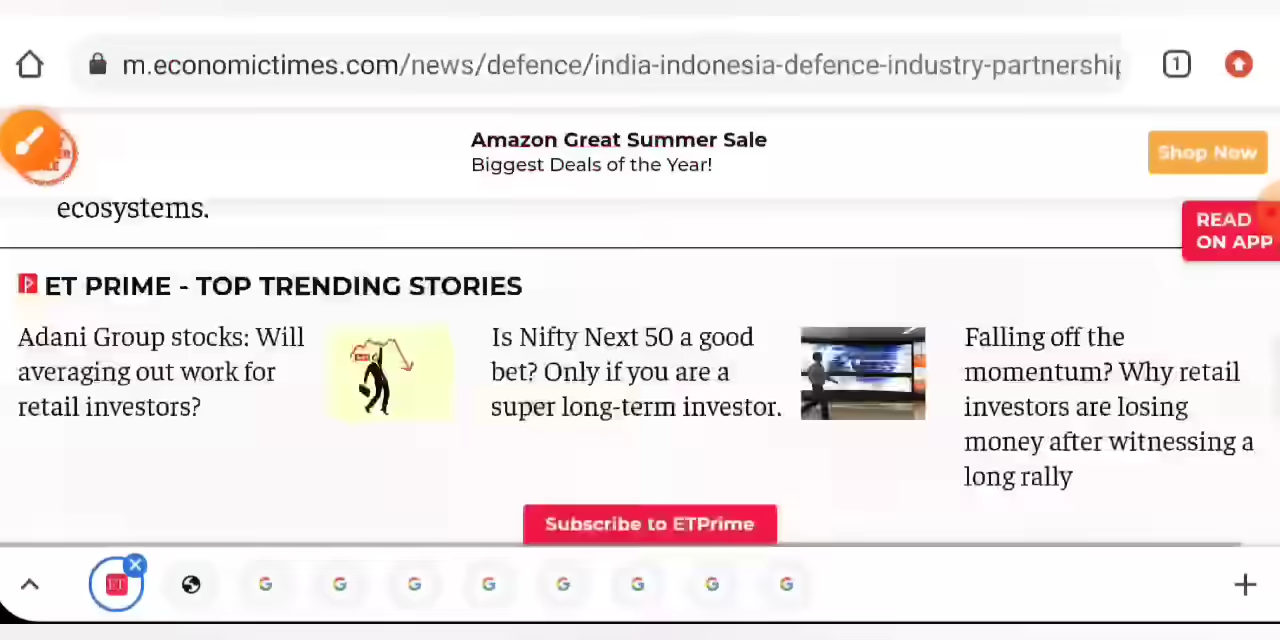 m.economictimes.com/news/defence/india-indonesia-defence-industry-partnership
1
Amazon Great Summer Sale
Biggest Deals of the Year!
Shop Now
ecosystems.
READ
ON APP
ET PRIME - TOP TRENDING STORIES
Adani Group stocks: Will
averaging out work for
retail investors?
Is Nifty Next 50 a good
bet? Only if you are a
super long-term investor.
Falling off the
momentum? Why retail
investors are losing
money after witnessing a
long rally
Subscribe to ETPrime
ET